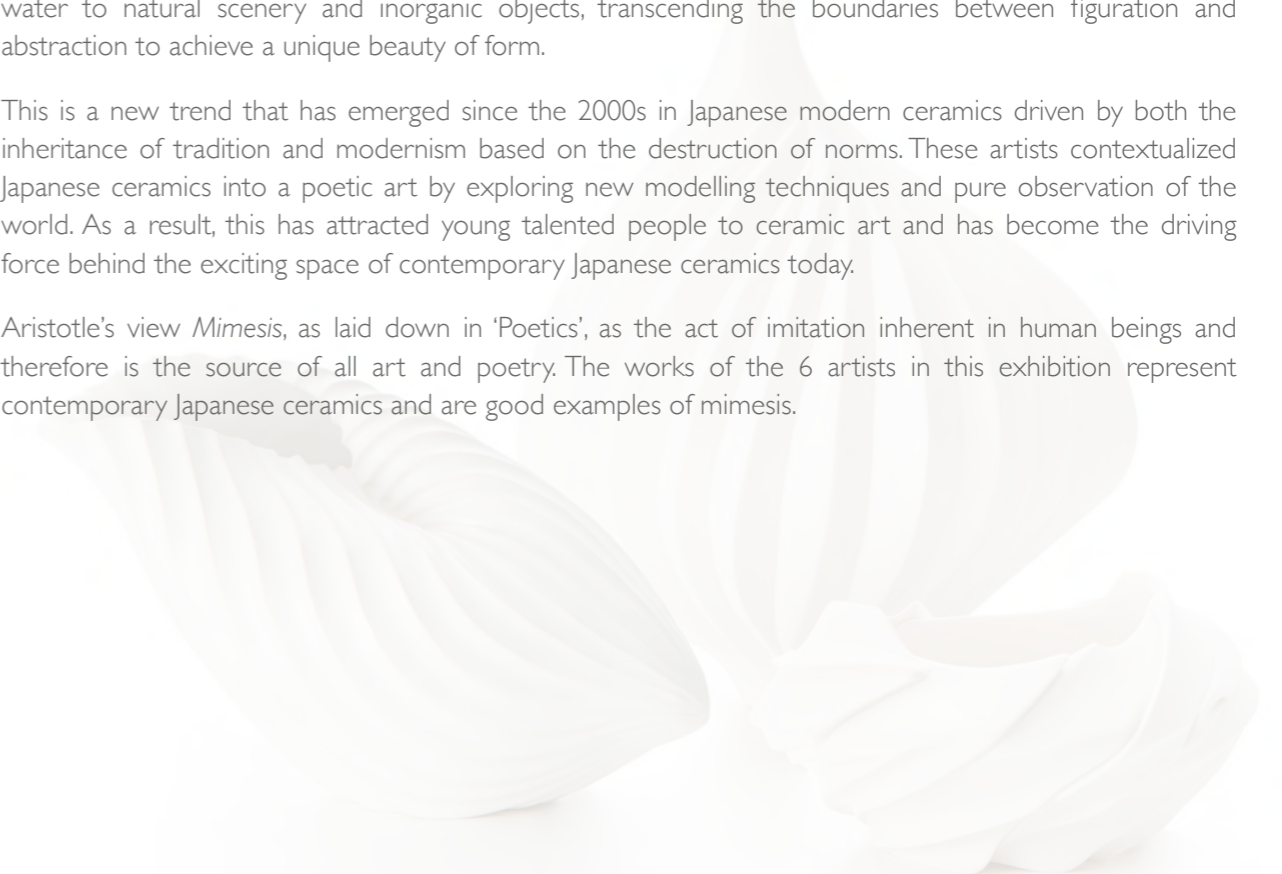 water to natural scenery and inorganic objects, transcending the boundaries between figuration and
abstraction to achieve a unique beauty of form.
This is a new trend that has emerged since the 2000s in Japanese modern ceramics driven by both the
inheritance of tradition and modernism based on the destruction of norms. These artists contextualized
Japanese ceramics into a poetic art by exploring new modelling techniques and pure observation of the
world. As a result, this has attracted young talented people to ceramic art and has become the driving
force behind the exciting space of contemporary Japanese ceramics today.
Aristotle’s view Mimesis, as laid down in ‘Poetics’, as the act of imitation inherent in human beings and
therefore is the source of all art and poetry. The works of the 6 artists in this exhibition represent
contemporary Japanese ceramics and are good examples of mimesis.